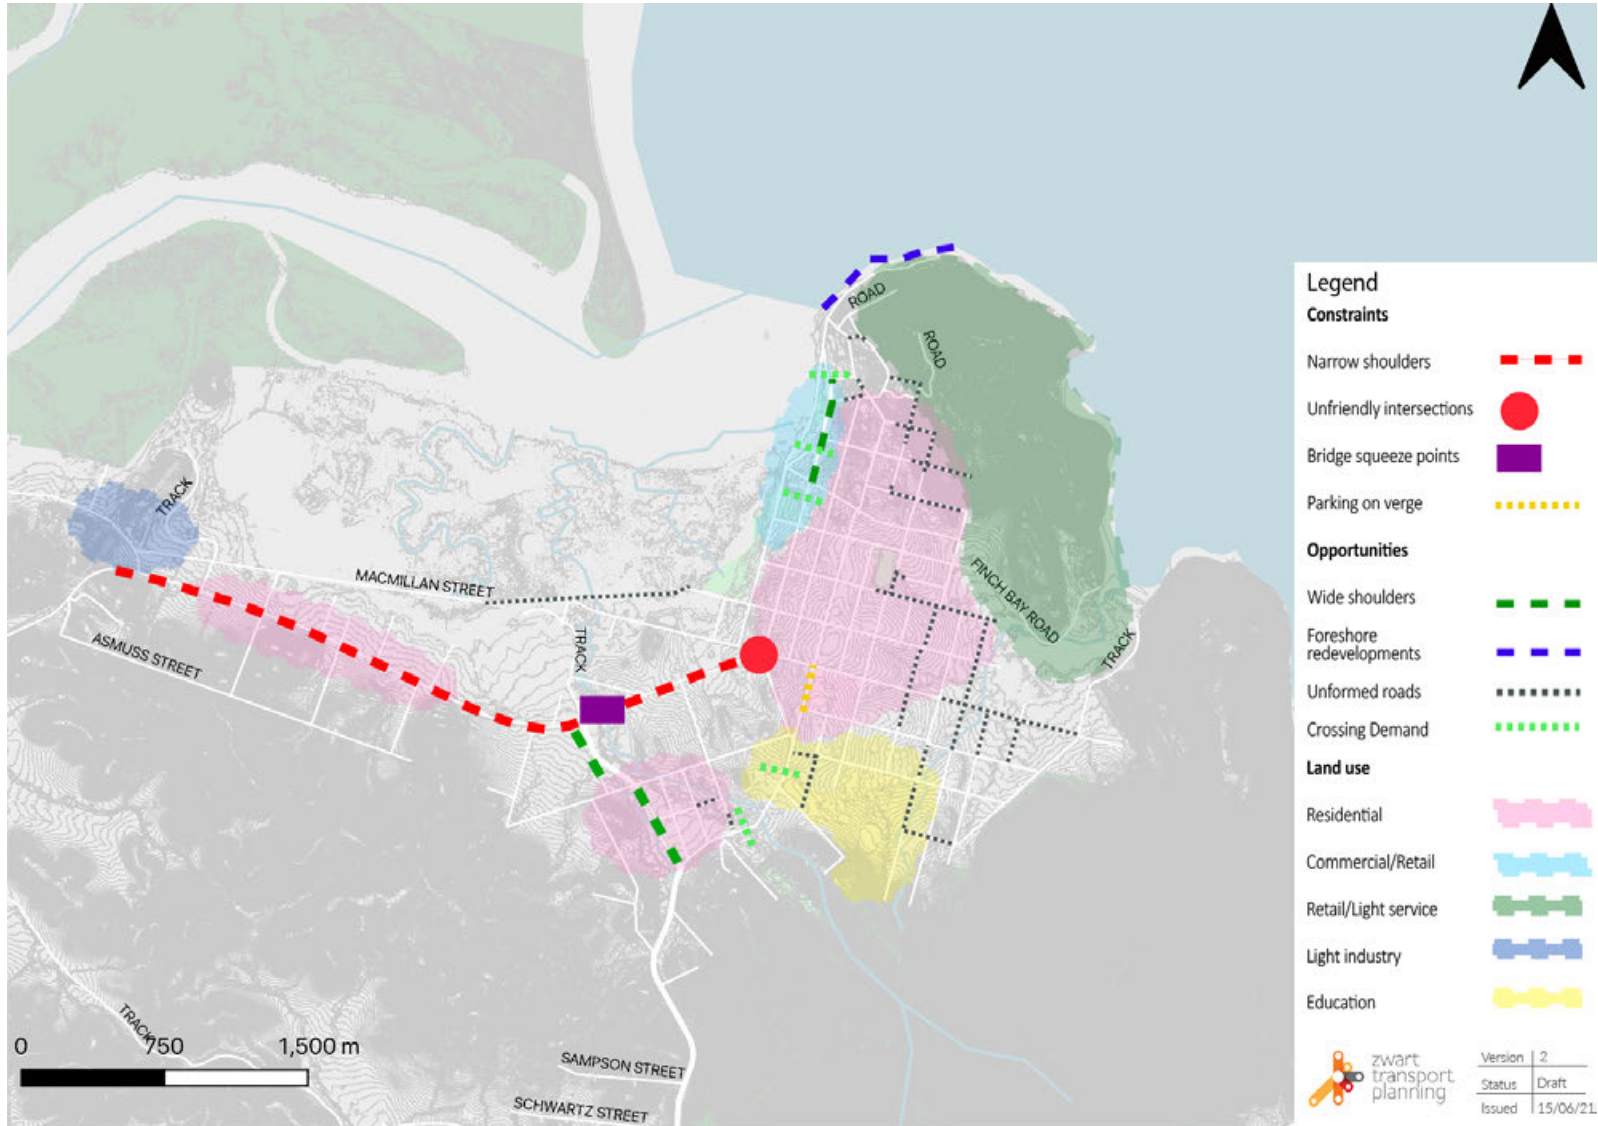 ROAD
ROAD
Legend
Constraints
Narrow shoulders
Unfriendly intersections
Bridge squeeze points
TRACK
Parking on verge
Opportunities
MACMILLAN STREET
FINCH BAY ROAD
Wide shoulders
ASMUSS STREET
TRACK
TRACK
Foreshore
redevelopments
Unformed roads
Crossing Demand
Land use
Residential
Commercial/Retail
Retail/Light service
Light industry
Education
TRACK
0 750 1,500 m
SAMPSON STREET
SCHWARTZ STREET
zwart
transport
planning
Version 2
Status Draft
Issued 15/06/21